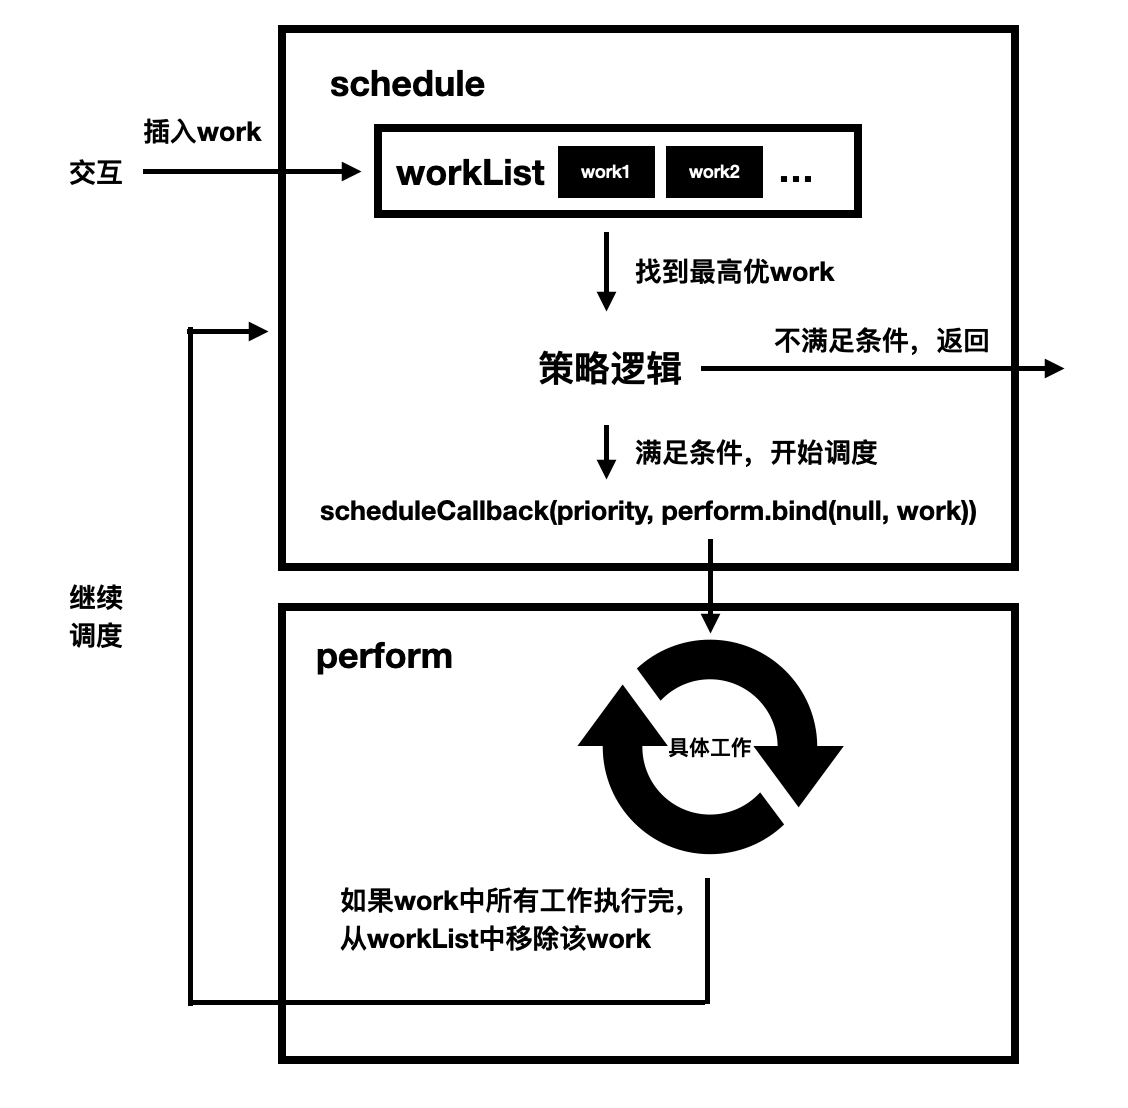 schedule
插入work
交互
workList
work1
work2
...
找到最高优work
不满足条件，返回
策略逻辑
满足条件，开始调度
scheduleCallback(priority, perform.bind(null, work))
继续
调度
perform
具体工作
如果work中所有工作执行完，
从workList中移除该work